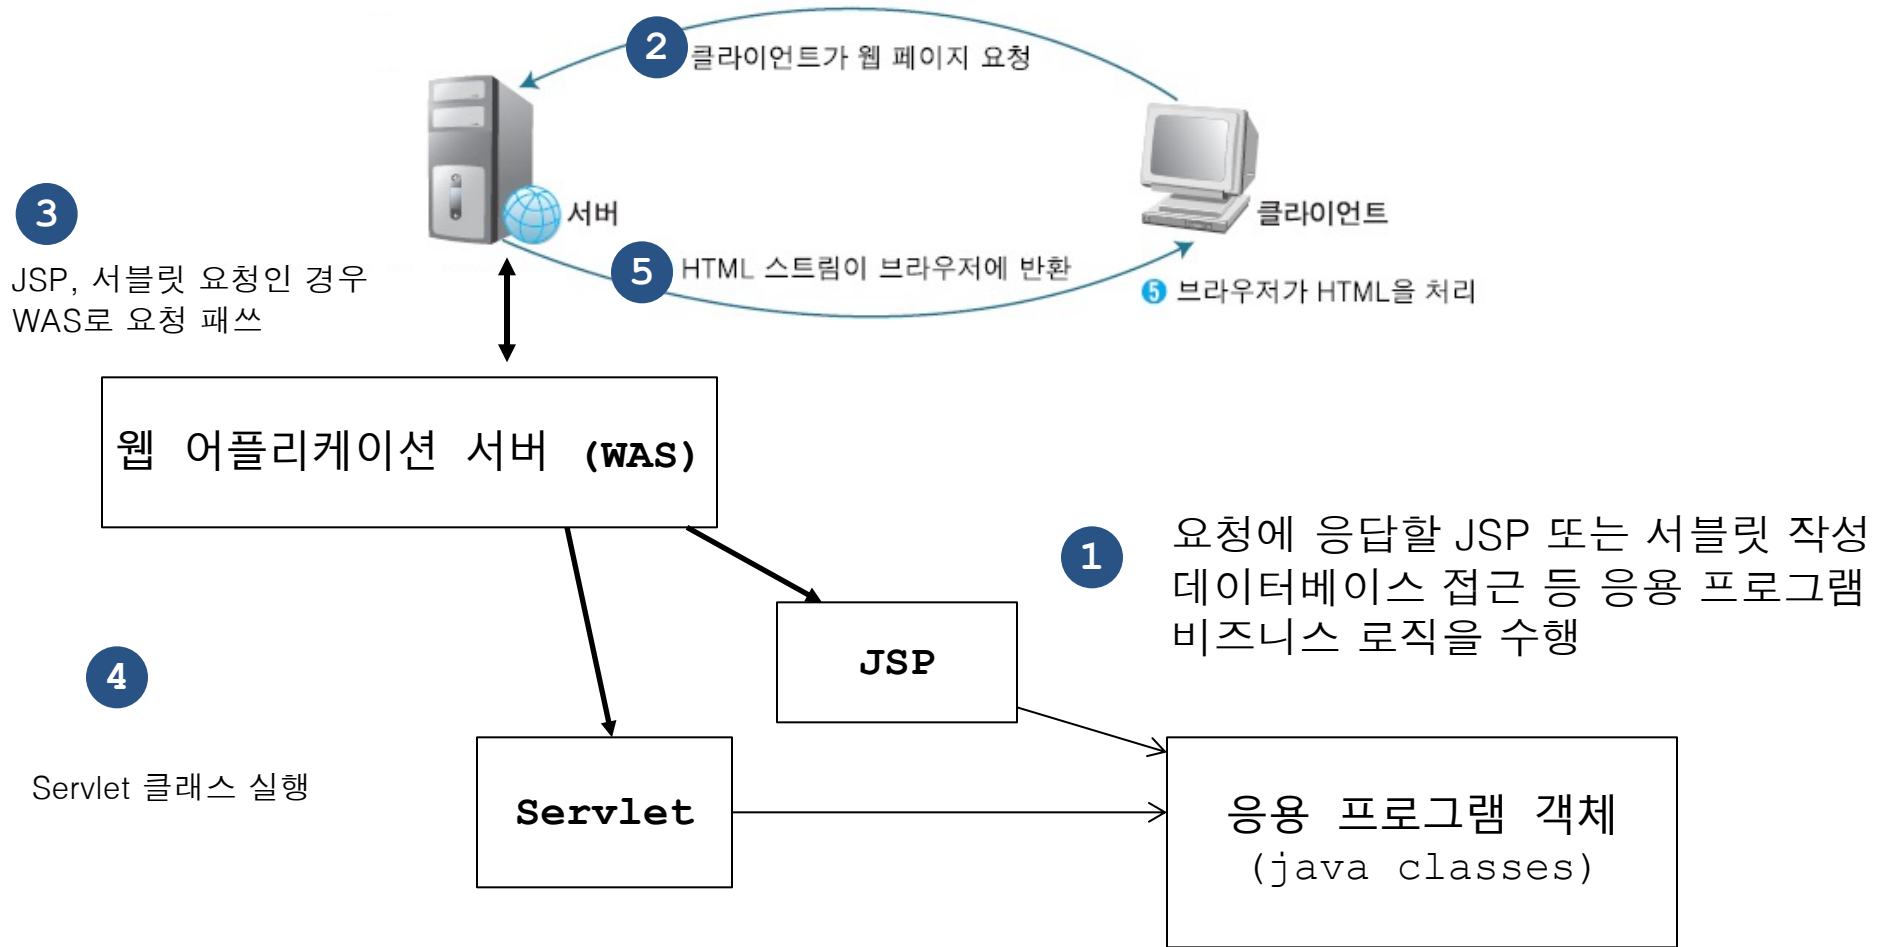 2
클라이언트가 웹 페이지 요청
서버
클라이언트
3
JSP, 서블릿 요청인 경우
WAS로 요청 패쓰
5
HTML 스트림이 브라우저에 반환
5 브라우저가 HTML을 처리
웹 어플리케이션 서버 (WAS)
1
요청에 응답할 JSP 또는 서블릿 작성
데이터베이스 접근 등 응용 프로그램
비즈니스 로직을 수행
JSP
4
Servlet 클래스 실행
Servlet
응용 프로그램 객체
(java classes)